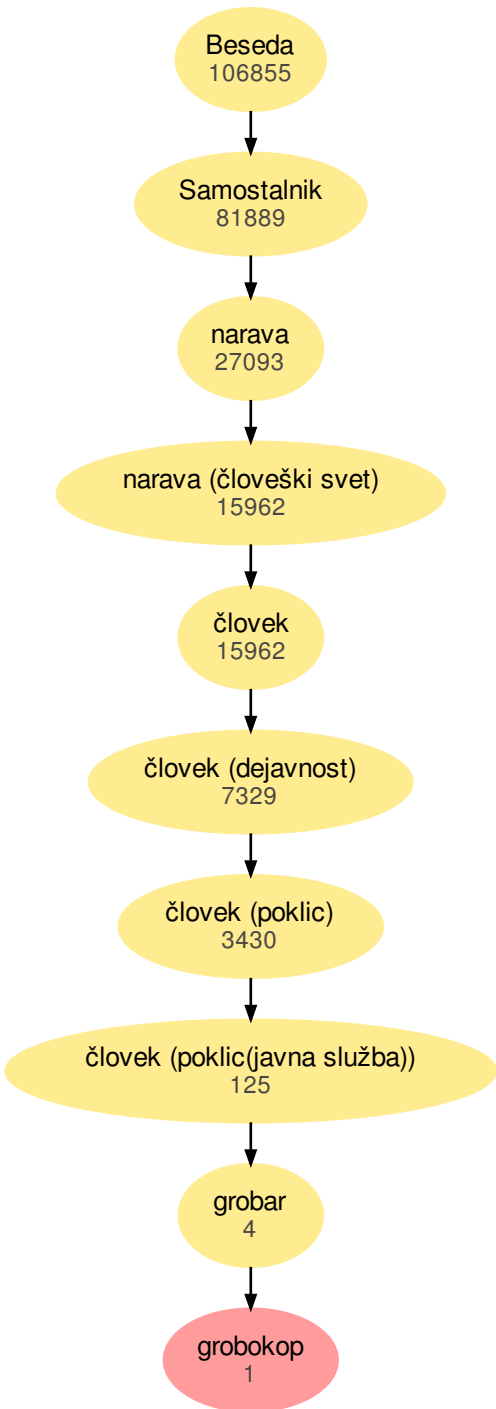 Beseda
106855
Samostalnik
81889
narava
27093
narava (človeški svet)
15962
človek
15962
človek (dejavnost)
7329
človek (poklic)
3430
človek (poklic(javna služba))
125
grobar
4
grobokop
1